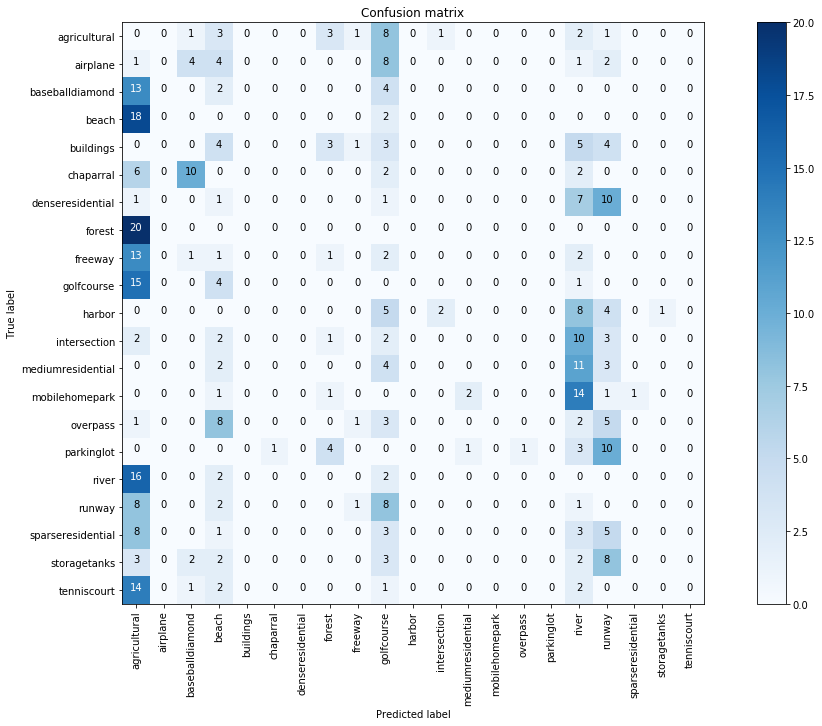 Confusion matrix
agricultural 0 0 1 3 0 0 0 3 1 8 0 1 0 0 0 0 2 1 0 0 0
airplane 1 0 4 4 0 0 0 0 0 8 0 0 0 0 0 0 1 2 0 0 0
baseballdiamond 13 0 0 2 0 0 0 0 0 4 0 0 0 0 0 0 0 0 0 0 0
beach 18 0 0 0 0 0 0 0 0 2 0 0 0 0 0 0 0 0 0 0 0
buildings 0 0 0 4 0 0 0 3 1 3 0 0 0 0 0 0 5 4 0 0 0
chaparral 6 0 10 0 0 0 0 0 0 2 0 0 0 0 0 0 2 0 0 0 0
denseresidential 1 0 0 1 0 0 0 0 0 1 0 0 0 0 0 0 7 10 0 0 0
forest 20 0 0 0 0 0 0 0 0 0 0 0 0 0 0 0 0 0 0 0 0
freeway 13 0 1 1 0 0 0 1 0 2 0 0 0 0 0 0 2 0 0 0 0
golfcourse 15 0 0 4 0 0 0 0 0 0 0 0 0 0 0 0 1 0 0 0 0
harbor 0 0 0 0 0 0 0 0 0 5 0 2 0 0 0 0 8 4 0 1 0
intersection 2 0 0 2 0 0 0 1 0 2 0 0 0 0 0 0 10 3 0 0 0
mediumresidential 0 0 0 2 0 0 0 0 0 4 0 0 0 0 0 0 11 3 0 0 0
mobilehomepark 0 0 0 1 0 0 0 1 0 0 0 0 2 0 0 0 14 1 1 0 0
overpass 1 0 0 8 0 0 0 0 1 3 0 0 0 0 0 0 2 5 0 0 0
parkinglot 0 0 0 0 0 1 0 4 0 0 0 0 1 0 1 0 3 10 0 0 0
river 16 0 0 2 0 0 0 0 0 2 0 0 0 0 0 0 0 0 0 0 0
runway 8 0 0 2 0 0 0 0 1 8 0 0 0 0 0 0 1 0 0 0 0
sparseresidential 8 0 0 1 0 0 0 0 0 3 0 0 0 0 0 0 3 5 0 0 0
storagetanks 3 0 2 2 0 0 0 0 0 3 0 0 0 0 0 0 2 8 0 0 0
tenniscourt 14 0 1 2 0 0 0 0 0 1 0 0 0 0 0 0 2 0 0 0 0
True label
agricultural
airplane
baseballdiamond
beach
buildings
chaparral
denseresidential
forest
freeway
golfcourse
harbor
intersection
mediumresidential
mobilehomepark
overpass
parkinglot
river
runway
sparseresidential
storagetanks
tenniscourt
Predicted label
20.0
17.5
15.0
12.5
10.0
7.5
5.0
2.5
0.0